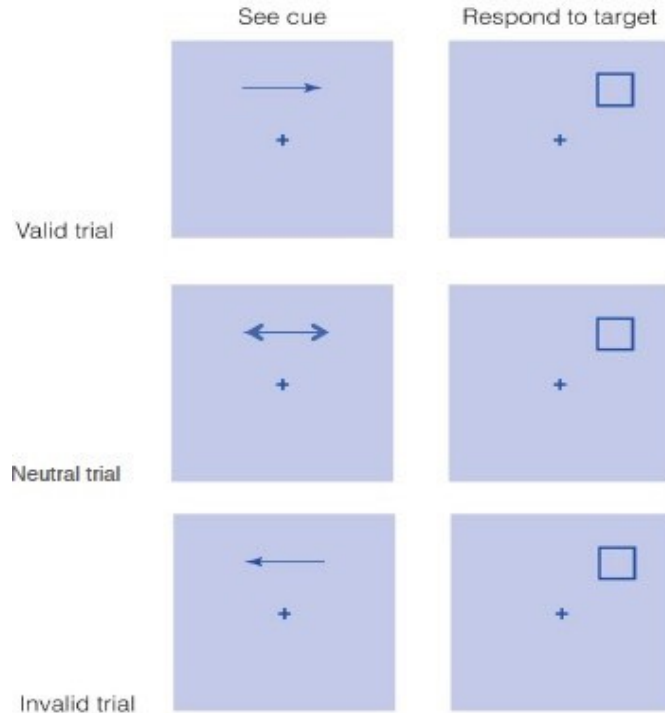 See cue
Respond to target
Valid trial
Neutral trial
Invalid trial